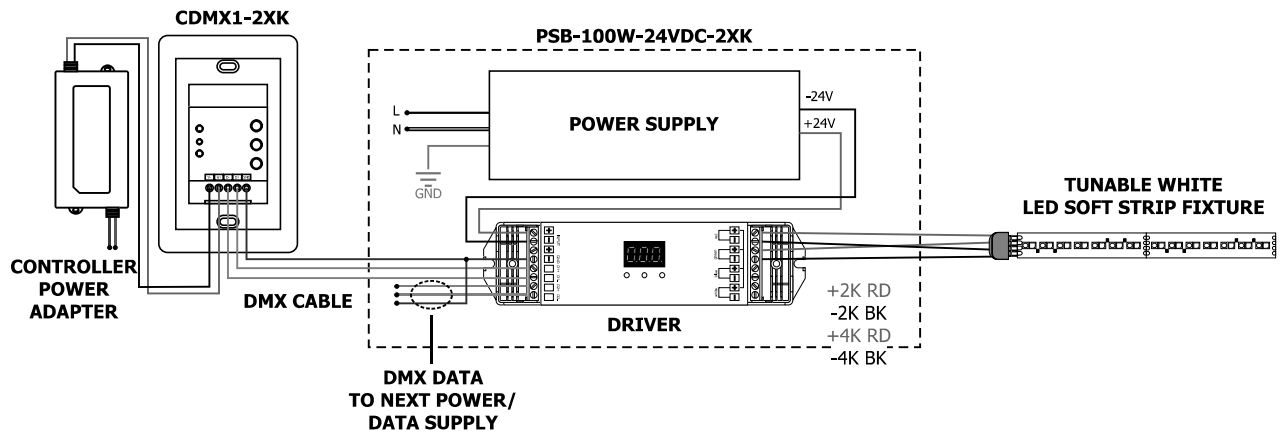 CDMX1-2XK
PSB-100W-24VDC-2XK
L
N
GND
POWER SUPPLY
-24V
+24V
TUNABLE WHITE
LED SOFT STRIP FIXTURE
CONTROLLER
POWER
ADAPTER
DMX CABLE
000
DRIVER
+2K RD
-2K BK
+4K RD
-4K BK
DMX DATA
TO NEXT POWER/
DATA SUPPLY